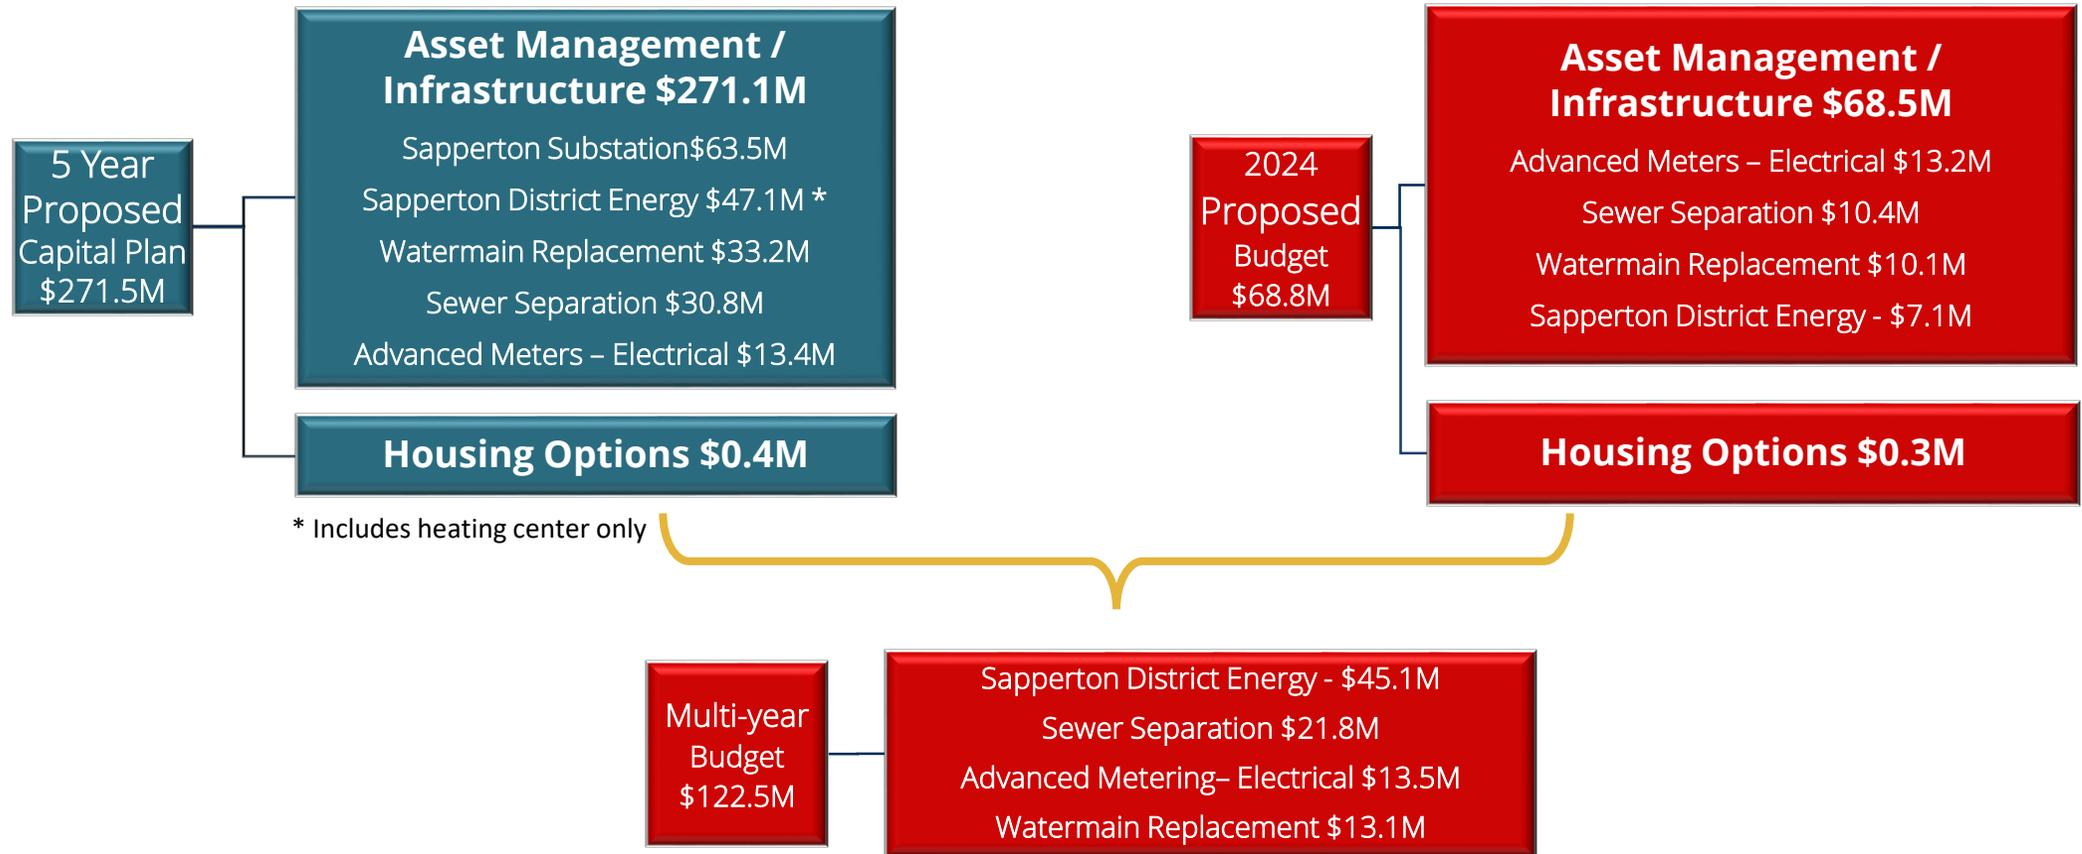 5 Year
Proposed
Capital Plan
$271.5M
Asset Management /
Infrastructure $271.1M
Sapperton Substation$63.5M
Sapperton District Energy $47.1M *
Watermain Replacement $33.2M
Sewer Separation $30.8M
Advanced Meters – Electrical $13.4M
Housing Options $0.4M
* Includes heating center only
2024
Proposed
Budget
$68.8M
Asset Management /
Infrastructure $68.5M
Advanced Meters – Electrical $13.2M
Sewer Separation $10.4M
Watermain Replacement $10.1M
Sapperton District Energy - $7.1M
Housing Options $0.3M
Multi-year
Budget
$122.5M
Sapperton District Energy - $45.1M
Sewer Separation $21.8M
Advanced Metering– Electrical $13.5M
Watermain Replacement $13.1M